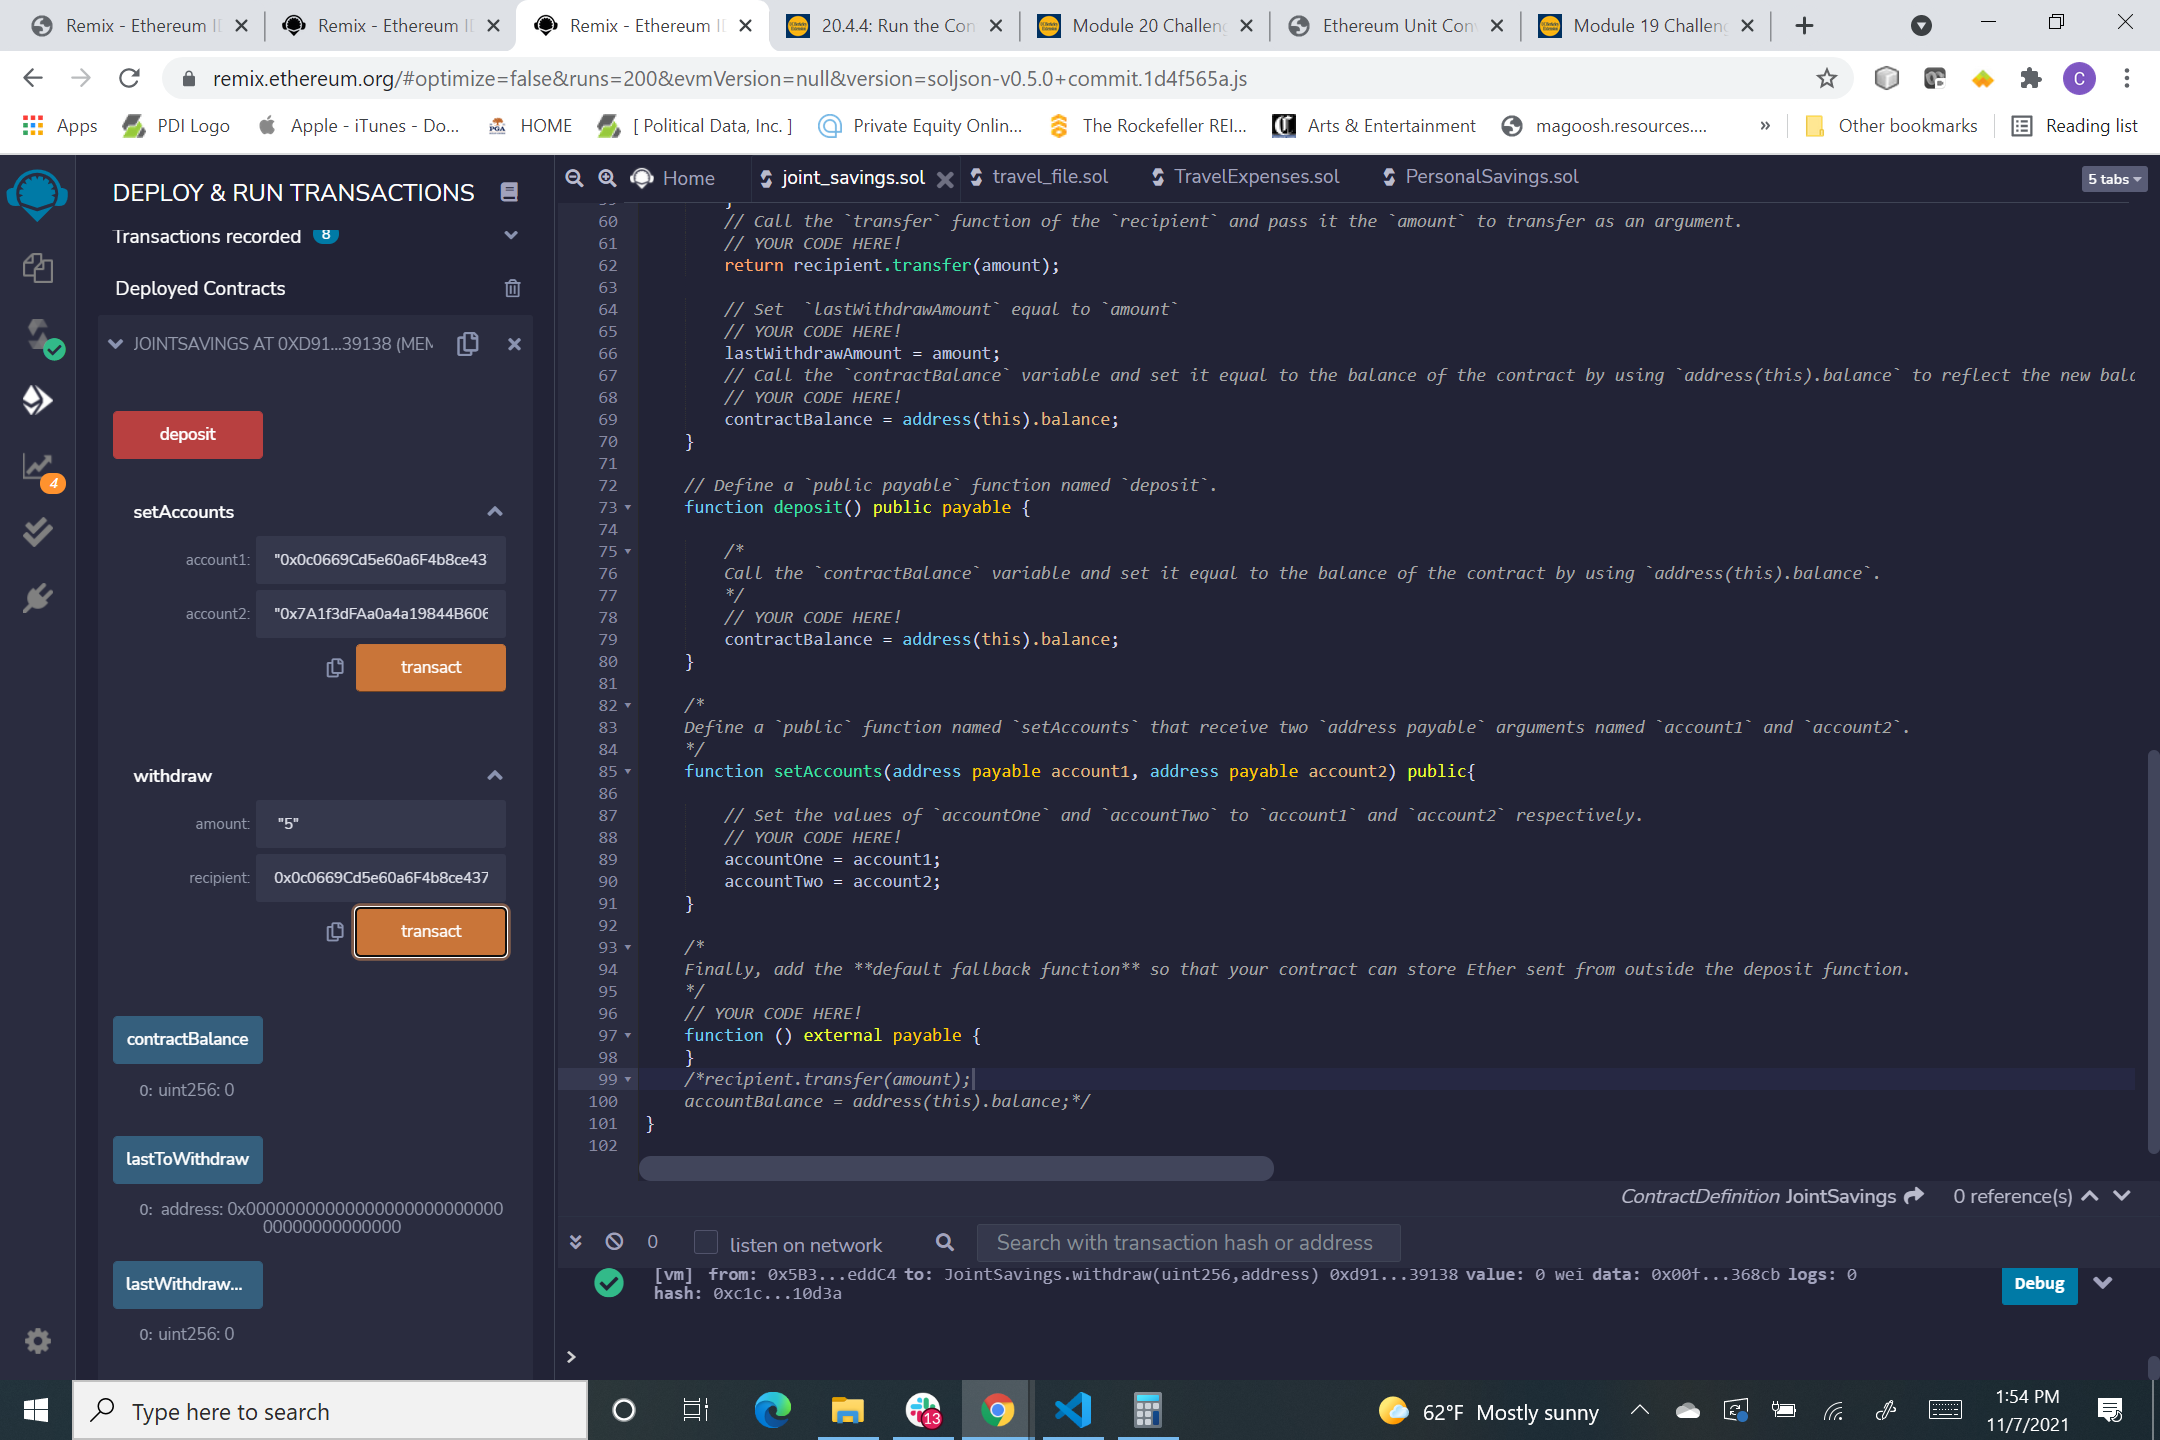 Remix - Ethereum I
Remix - Ethereum I
Remix - Ethereum I
20.4.4: Run the Con
Module 20 Challeng
Ethereum Unit Con
Module 19 Challeng
remix.ethereum.org/#optimize=false&runs=200&evmVersion=null&version=soljson-v0.5.0+commit.1d4f565a.js
C
Apps
PDI Logo
Apple - iTunes - Do...
HOME
[ Political Data, Inc. ]
Private Equity Onlin...
The Rockefeller REI...
Arts & Entertainment
magoosh.resources....
»
Other bookmarks
Reading list
DEPLOY & RUN TRANSACTIONS
Transactions recorded 8
Deployed Contracts
JOINTSAVINGS AT 0XD91...39138 (MEM
deposit
setAccounts
account1: "0x0c0669Cd5e60a6F4b8ce43
account2: "0x7A1f3dFAa0a4a19844B606
transact
withdraw
amount: "5"
recipient: 0x0c0669Cd5e60a6F4b8ce437
transact
contractBalance
0: uint256: 0
lastToWithdraw
0: address: 0x00000000000000000000000000
00000000000000
lastWithdraw...
0: uint256: 0
4
Home
joint_savings.sol
travel_file.sol
TravelExpenses.sol
PersonalSavings.sol
5 tabs
60 // Call the `transfer` function of the `recipient` and pass it the `amount` to transfer as an argument.
61 // YOUR CODE HERE!
62 return recipient.transfer(amount);
63
64 // Set  `lastWithdrawAmount` equal to `amount`
65 // YOUR CODE HERE!
66 lastWithdrawAmount = amount;
67 // Call the `contractBalance` variable and set it equal to the balance of the contract by using `address(this).balance` to reflect the new bala
68 // YOUR CODE HERE!
69 contractBalance = address(this).balance;
70 }
71
72 // Define a `public payable` function named `deposit`.
73 function deposit() public payable {
74
75 /*
76 Call the `contractBalance` variable and set it equal to the balance of the contract by using `address(this).balance`.
77 */
78 // YOUR CODE HERE!
79 contractBalance = address(this).balance;
80 }
81
82 /*
83 Define a `public` function named `setAccounts` that receive two `address payable` arguments named `account1` and `account2`.
84 */
85 function setAccounts(address payable account1, address payable account2) public{
86
87 // Set the values of `accountOne` and `accountTwo` to `account1` and `account2` respectively.
88 // YOUR CODE HERE!
89 accountOne = account1;
90 accountTwo = account2;
91 }
92
93 /*
94 Finally, add the **default fallback function** so that your contract can store Ether sent from outside the deposit function.
95 */
96 // YOUR CODE HERE!
97 function () external payable {
98 }
99 /*recipient.transfer(amount);
100 accountBalance = address(this).balance;*/
101 }
102
ContractDefinition JointSavings
0 reference(s)
0
listen on network
Search with transaction hash or address
[vm] from: 0x5B3...eddC4 to: JointSavings.withdraw(uint256,address) 0xd91...39138 value: 0 wei data: 0x00f...368cb logs: 0
hash: 0xc1c...10d3a
Debug
>
Type here to search
13
62°F Mostly sunny
1:54 PM
11/7/2021